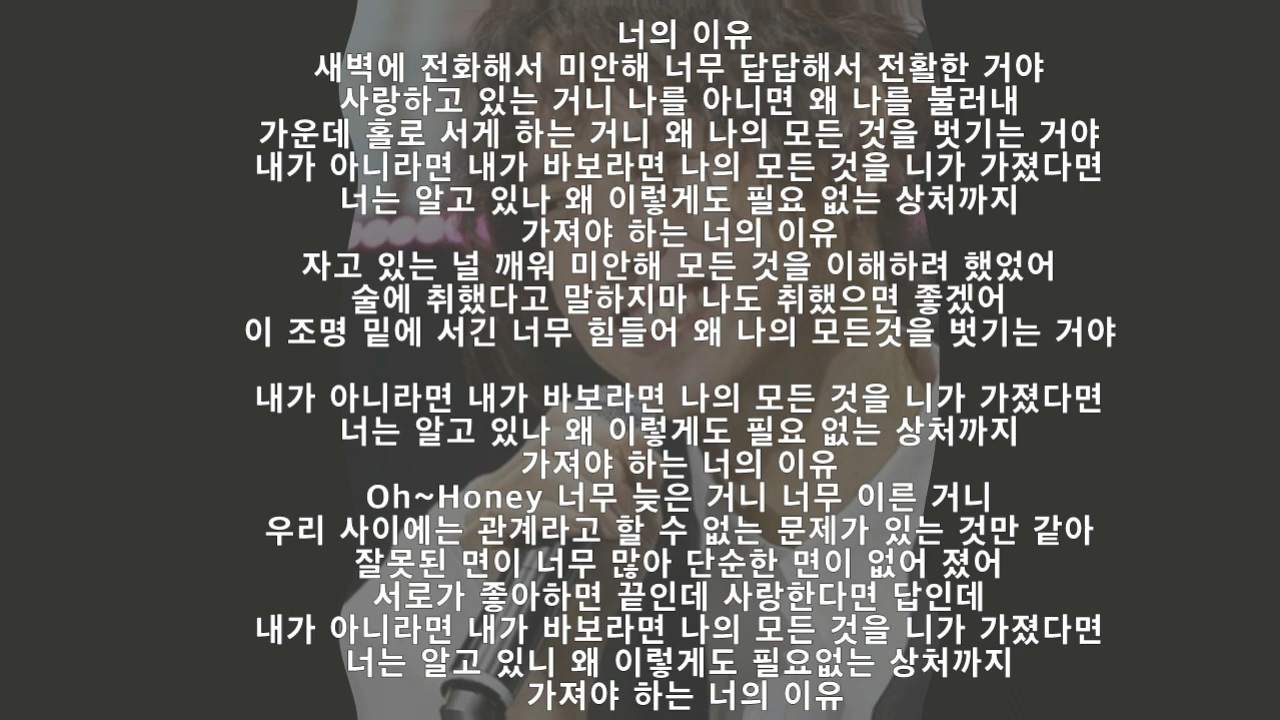 너의 이유
새벽에 전화해서 미안해 너무 답답해서 전활한 거야
사랑하고 있는 거니 나를 아니면 왜 나를 불러내
가운데 홀로 서게 하는 거니 왜 나의 모든 것을 벗기는 거야
내가 아니라면 내가 바보라면 나의 모든 것을 니가 가졌다면
너는 알고 있나 왜 이렇게도 필요 없는 상처까지
가져야 하는 너의 이유
자고 있는 널 깨워 미안해 모든 것을 이해하려 했었어
술에 취했다고 말하지마 나도 취했으면 좋겠어
이 조명 밑에 서긴 너무 힘들어 왜 나의 모든것을 벗기는 거야
내가 아니라면 내가 바보라면 나의 모든 것을 니가 가졌다면
너는 알고 있나 왜 이렇게도 필요 없는 상처까지
가져야 하는 너의 이유
Oh~Honey 너무 늦은 거니 너무 이른 거니
우리 사이에는 관계라고 할 수 없는 문제가 있는 것만 같아
잘못된 면이 너무 많아 단순한 면이 없어 졌어
서로가 좋아하면 끝인데 사랑한다면 답인데
내가 아니라면 내가 바보라면 나의 모든 것을 니가 가졌다면
너는 알고 있니 왜 이렇게도 필요없는 상처까지
가져야 하는 너의 이유